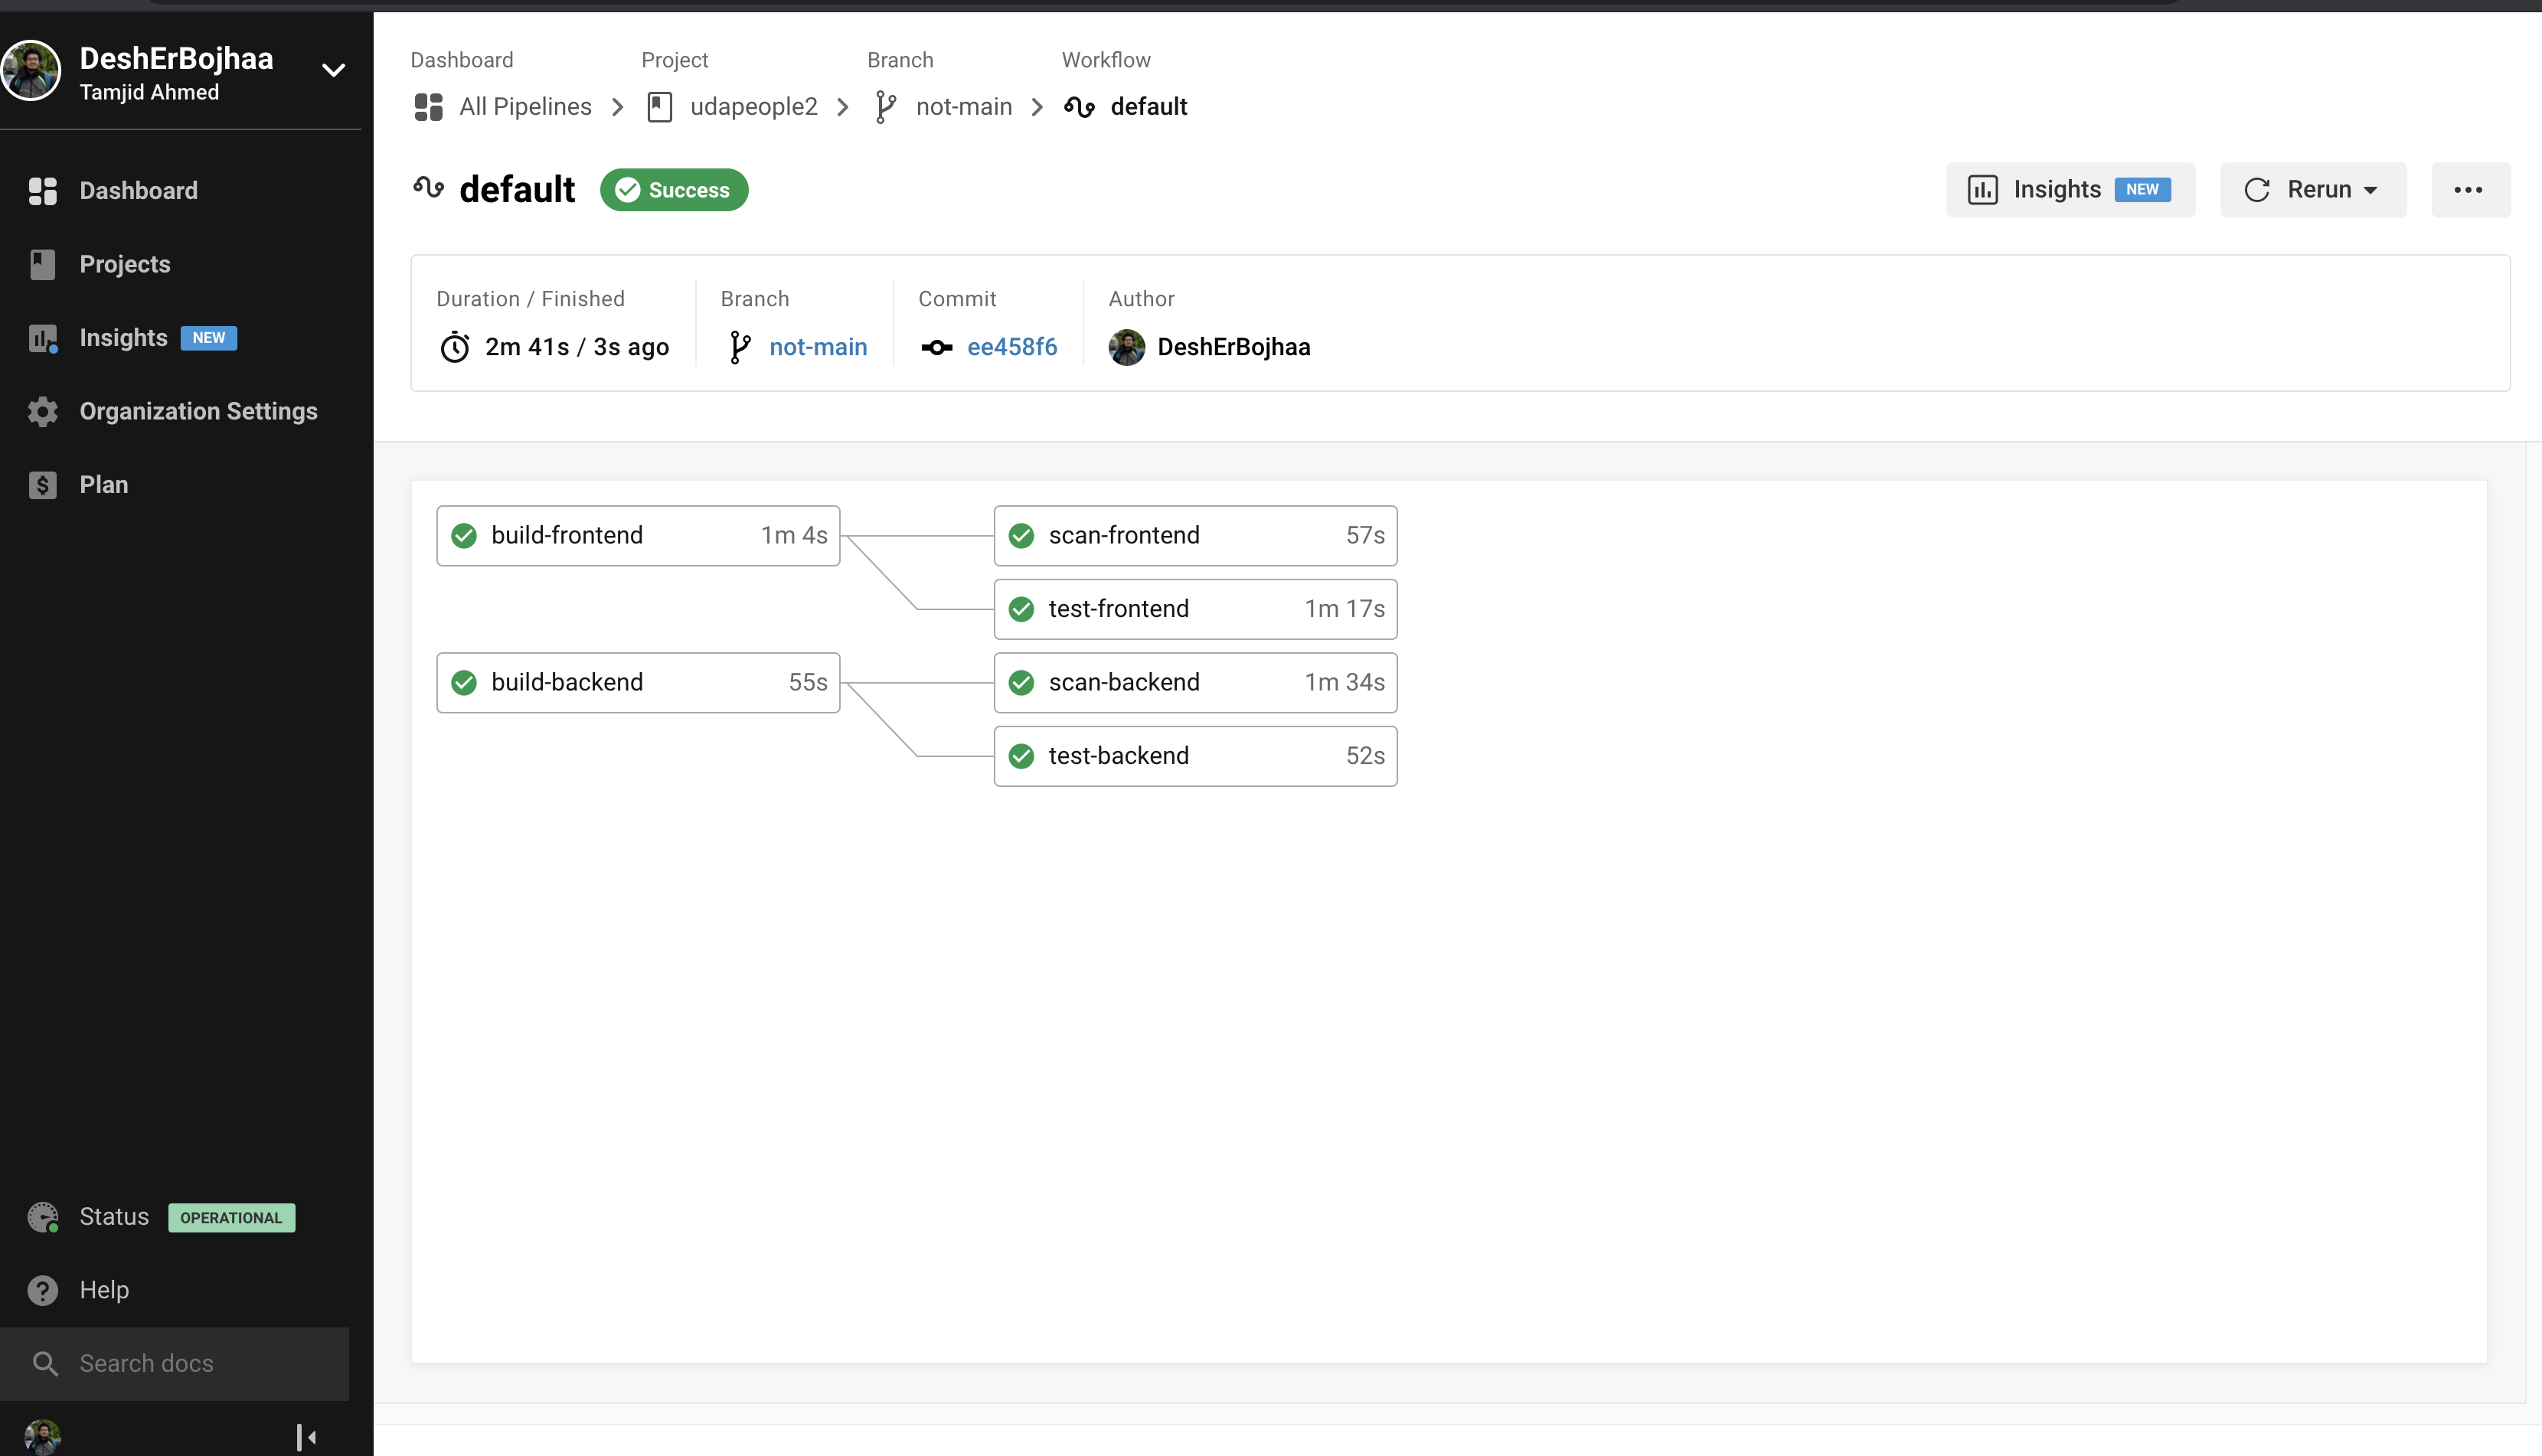 DeshErBojhaa
Tamjid Ahmed
Dashboard
Projects
Insights NEW
Organization Settings
Plan
Status OPERATIONAL
Help
Search docs
Dashboard Project Branch Workflow
All Pipelines udapeople2 not-main default
default Success
Insights NEW Rerun
Duration / Finished Branch Commit Author
2m 41s / 3s ago not-main ee458f6 DeshErBojhaa
build-frontend 1m 4s scan-frontend 57s
test-frontend 1m 17s
build-backend 55s scan-backend 1m 34s
test-backend 52s